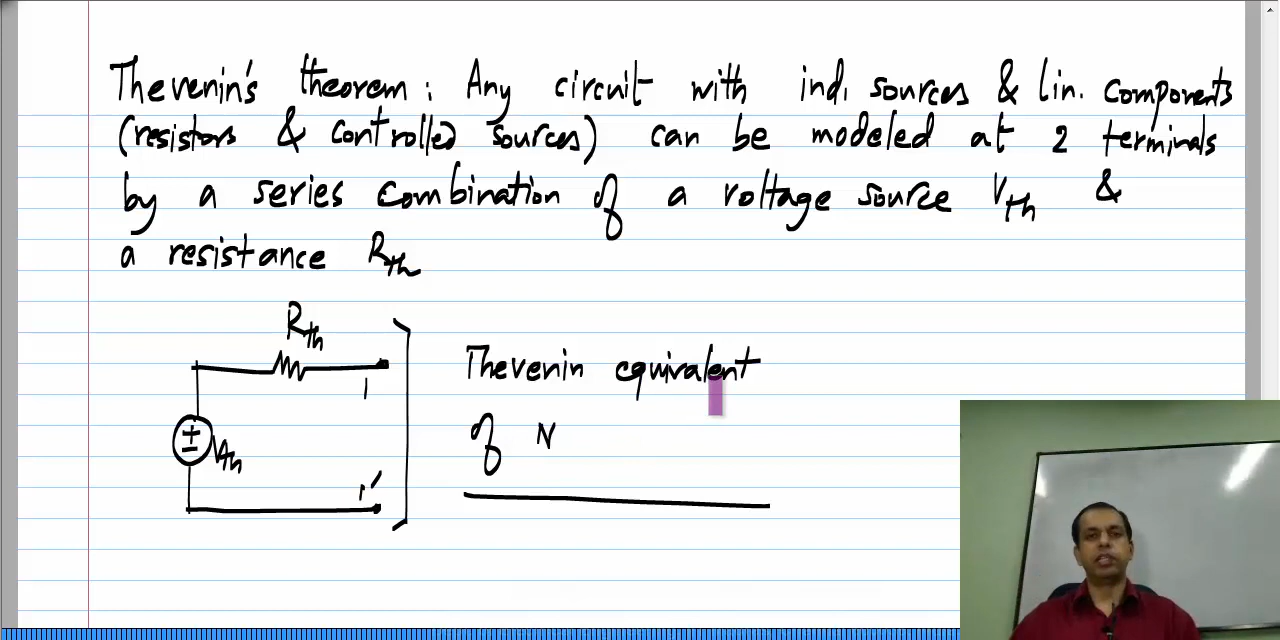 Thevenin's theorem: Any circuit with ind. sources & lin. components
(resistors & controlled sources) can be modeled at 2 terminals
by a series combination of a voltage source Vth &
a resistance Rth
Rth
1
Vth
1'
Thevenin equivalent
of N